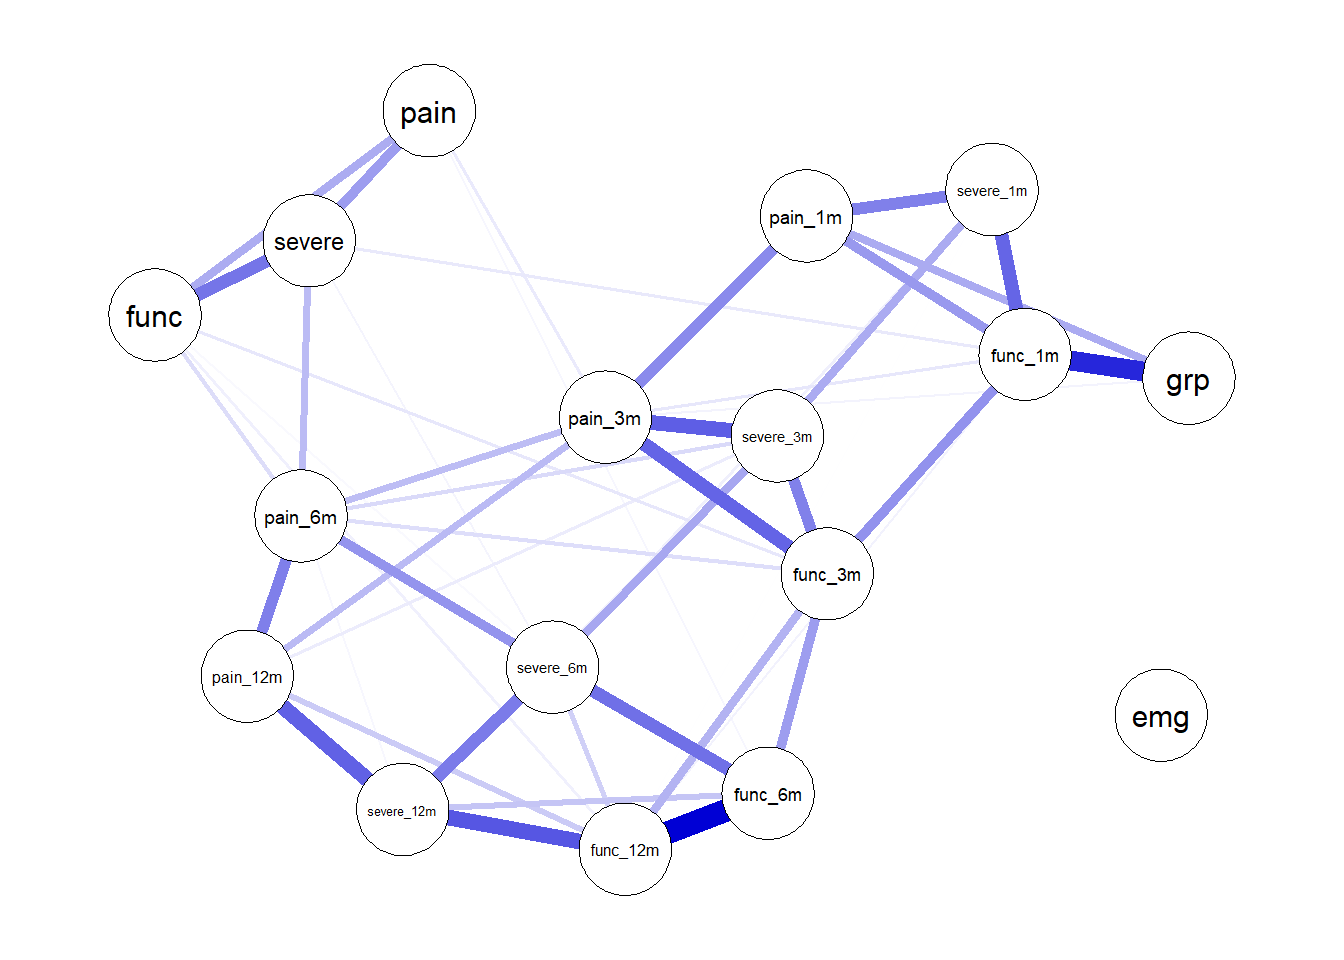 pain
severe_1m
pain_1m
severe
func
func_1m
grp
pain_3m
severe_3m
pain_6m
func_3m
severe_6m
pain_12m
emg
func_6m
severe_12m
func_12m